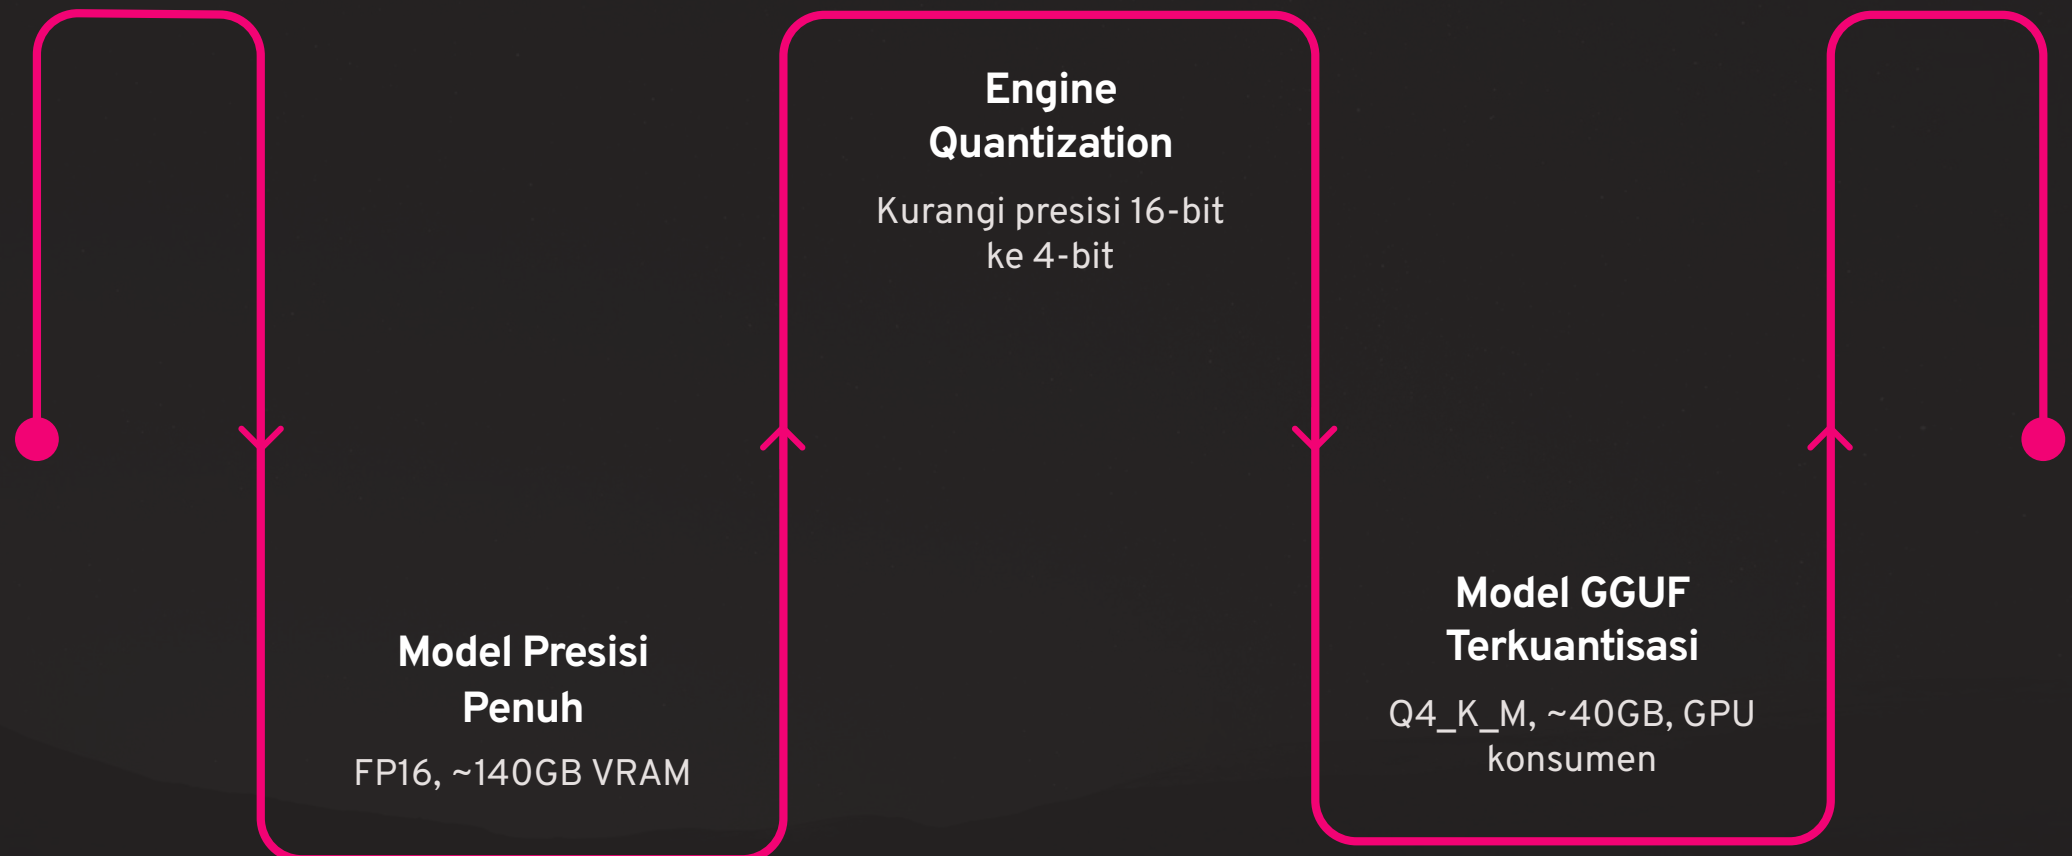 Model Presisi
Penuh
FP16, ~140GB VRAM
Engine
Quantization
Kurangi presisi 16-bit
ke 4-bit
Model GGUF
Terkuantisasi
Q4_K_M, ~40GB, GPU
konsumen